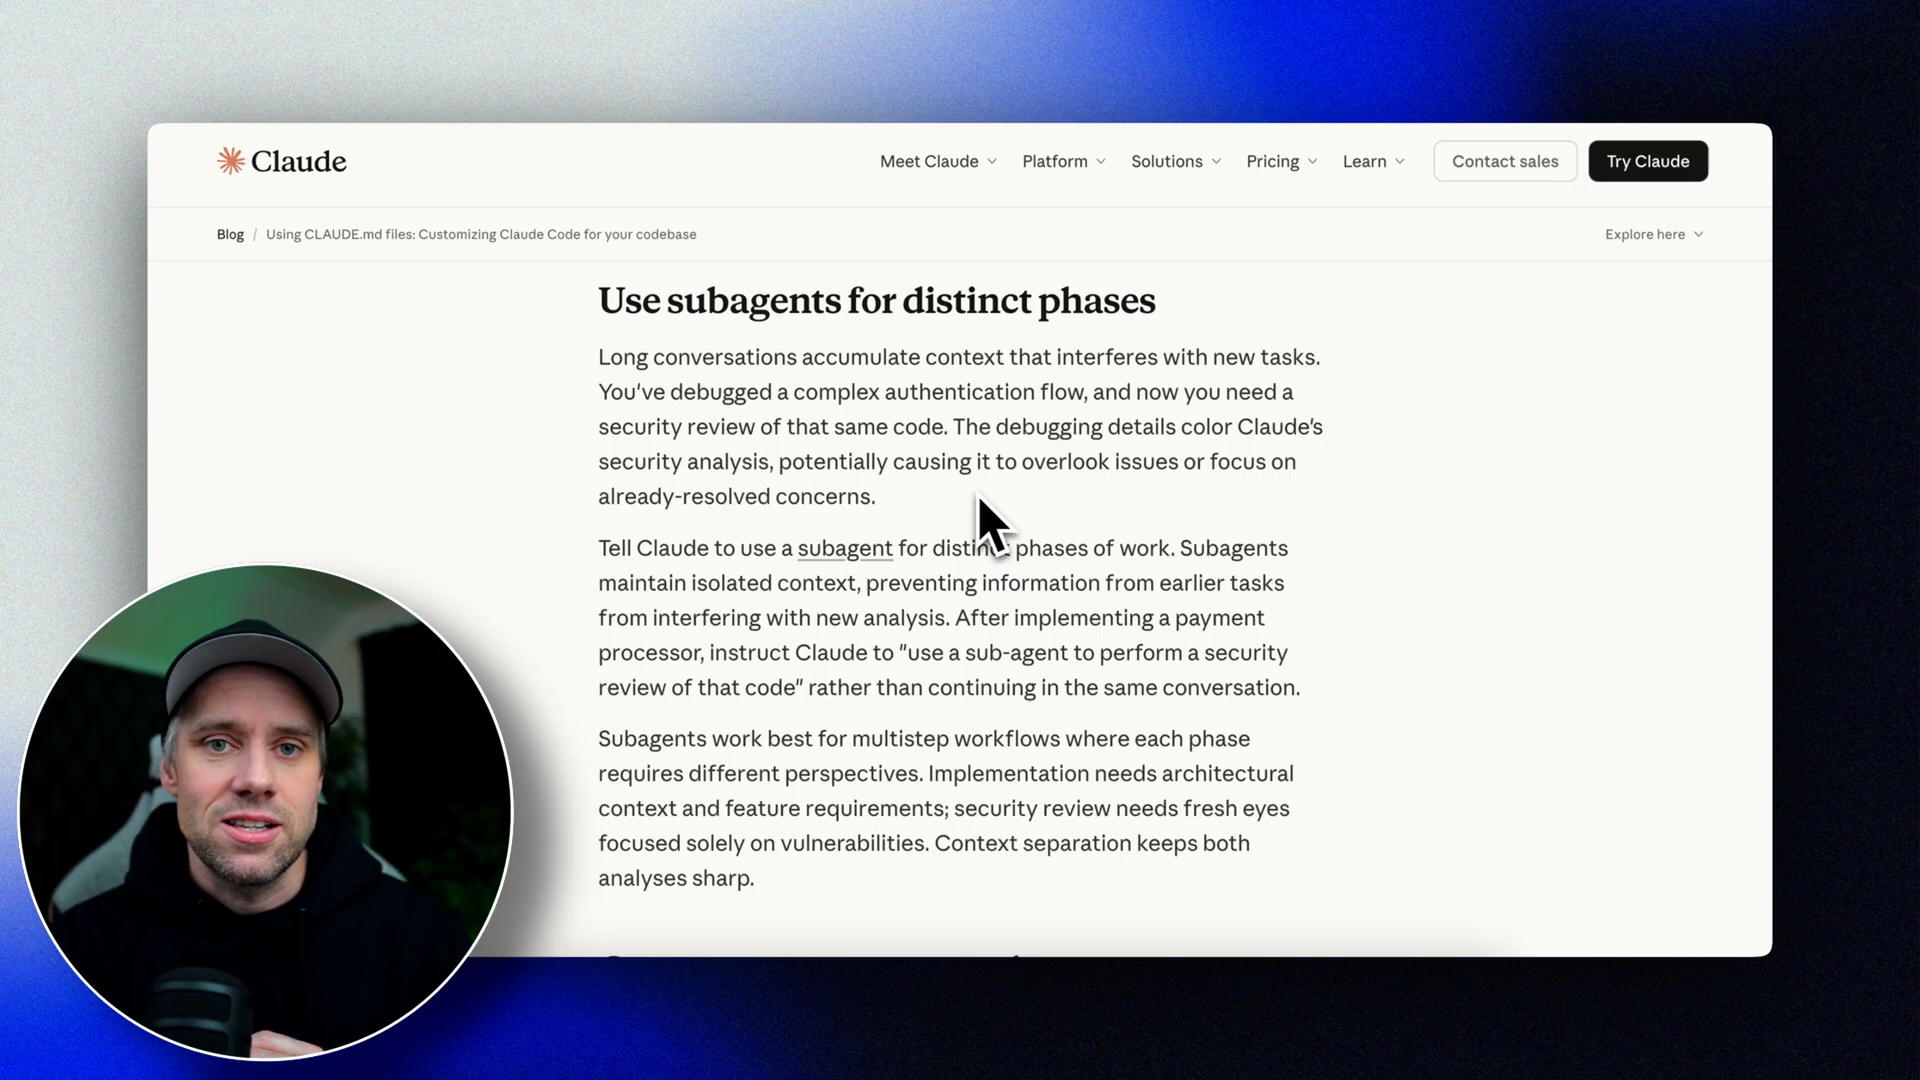 Claude
Meet Claude
Platform
Solutions
Pricing
Learn
Contact sales
Try Claude
Blog / Using CLAUDE.md files: Customizing Claude Code for your codebase
Explore here
Use subagents for distinct phases
Long conversations accumulate context that interferes with new tasks.
You've debugged a complex authentication flow, and now you need a
security review of that same code. The debugging details color Claude's
security analysis, potentially causing it to overlook issues or focus on
already-resolved concerns.
Tell Claude to use a subagent for distinct phases of work. Subagents
maintain isolated context, preventing information from earlier tasks
from interfering with new analysis. After implementing a payment
processor, instruct Claude to "use a sub-agent to perform a security
review of that code" rather than continuing in the same conversation.
Subagents work best for multistep workflows where each phase
requires different perspectives. Implementation needs architectural
context and feature requirements; security review needs fresh eyes
focused solely on vulnerabilities. Context separation keeps both
analyses sharp.